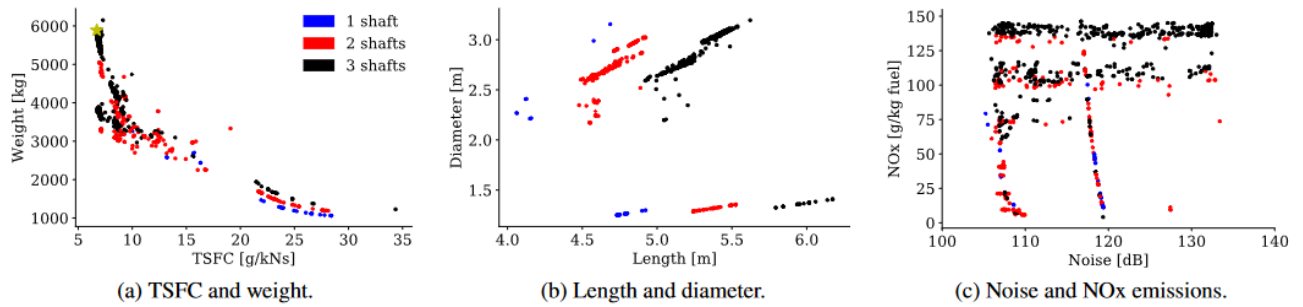 6000
5000
4000
3000
2000
1000
Weight [kg]
5 10 15 20 25 30 35
TSFC [g/kNs]
1 shaft
2 shafts
3 shafts
(a) TSFC and weight.
3.0
2.5
2.0
1.5
Diameter [m]
4.0 4.5 5.0 5.5 6.0
Length [m]
(b) Length and diameter.
150
125
100
75
50
25
0
NOx [g/kg fuel]
100 110 120 130 140
Noise [dB]
(c) Noise and NOx emissions.